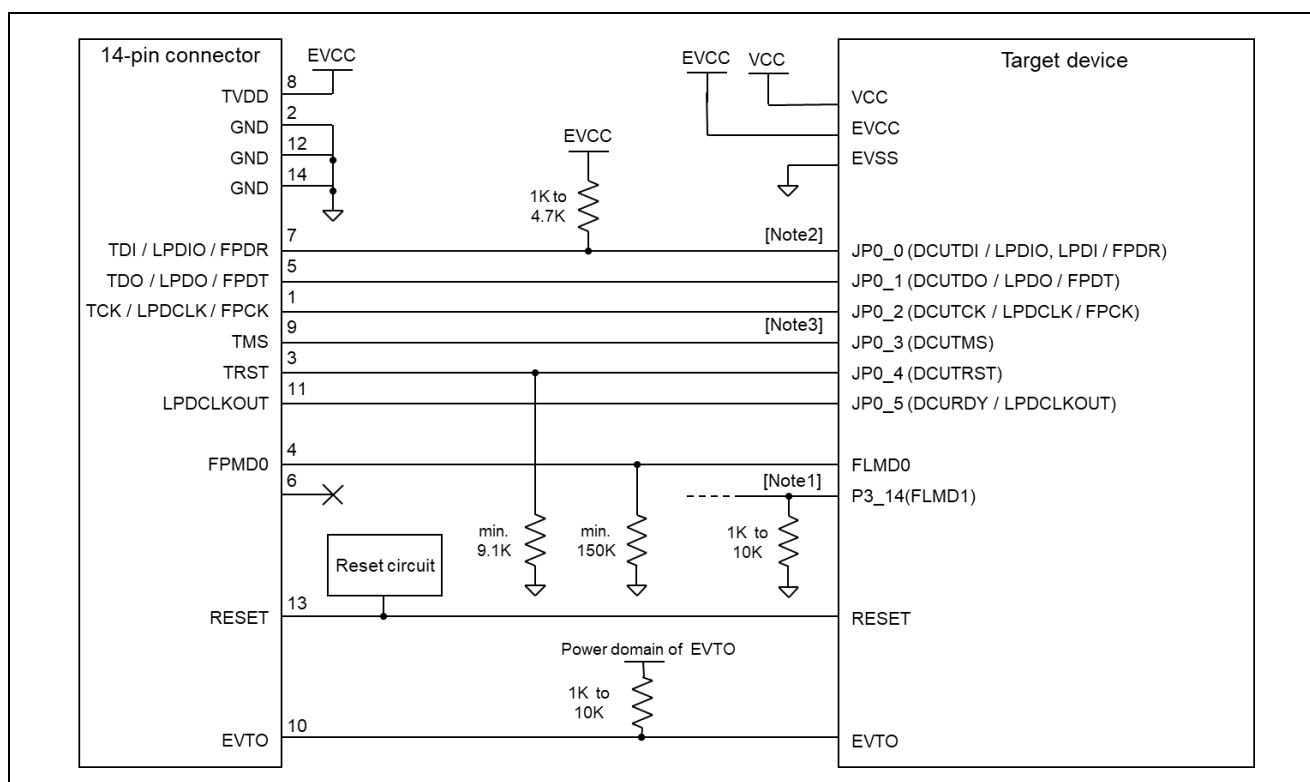 14-pin connector
EVCC
EVCC
VCC
Target device
8
TVDD
VCC
2
GND
EVCC
12
GND
EVCC
EVSS
14
GND
1K to
4.7K
7
[Note2]
TDI / LPDIO / FPDR
JP0_0 (DCUTDI / LPDIO, LPDI / FPDR)
5
TDO / LPDO / FPDT
JP0_1 (DCUTDO / LPDO / FPDT)
1
TCK / LPDCLK / FPCK
JP0_2 (DCUTCK / LPDCLK / FPCK)
9
[Note3]
TMS
JP0_3 (DCUTMS)
3
TRST
JP0_4 (DCUTRST)
11
LPDCLKOUT
JP0_5 (DCURDY / LPDCLKOUT)
4
FPMD0
FLMD0
6
[Note1]
P3_14(FLMD1)
min.
9.1K
min.
150K
1K to
10K
Reset circuit
13
RESET
RESET
Power domain of EVTO
1K to
10K
10
EVTO
EVTO